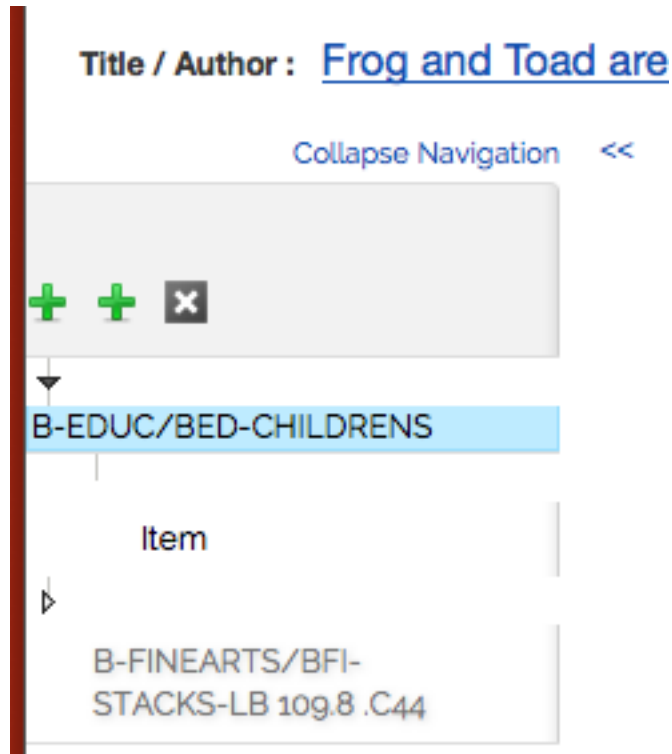 Title / Author : Frog and Toad are
Collapse Navigation <<
B-EDUC/BED-CHILDRENS
Item
B-FINEARTS/BFI-
STACKS-LB 109.8 .C44